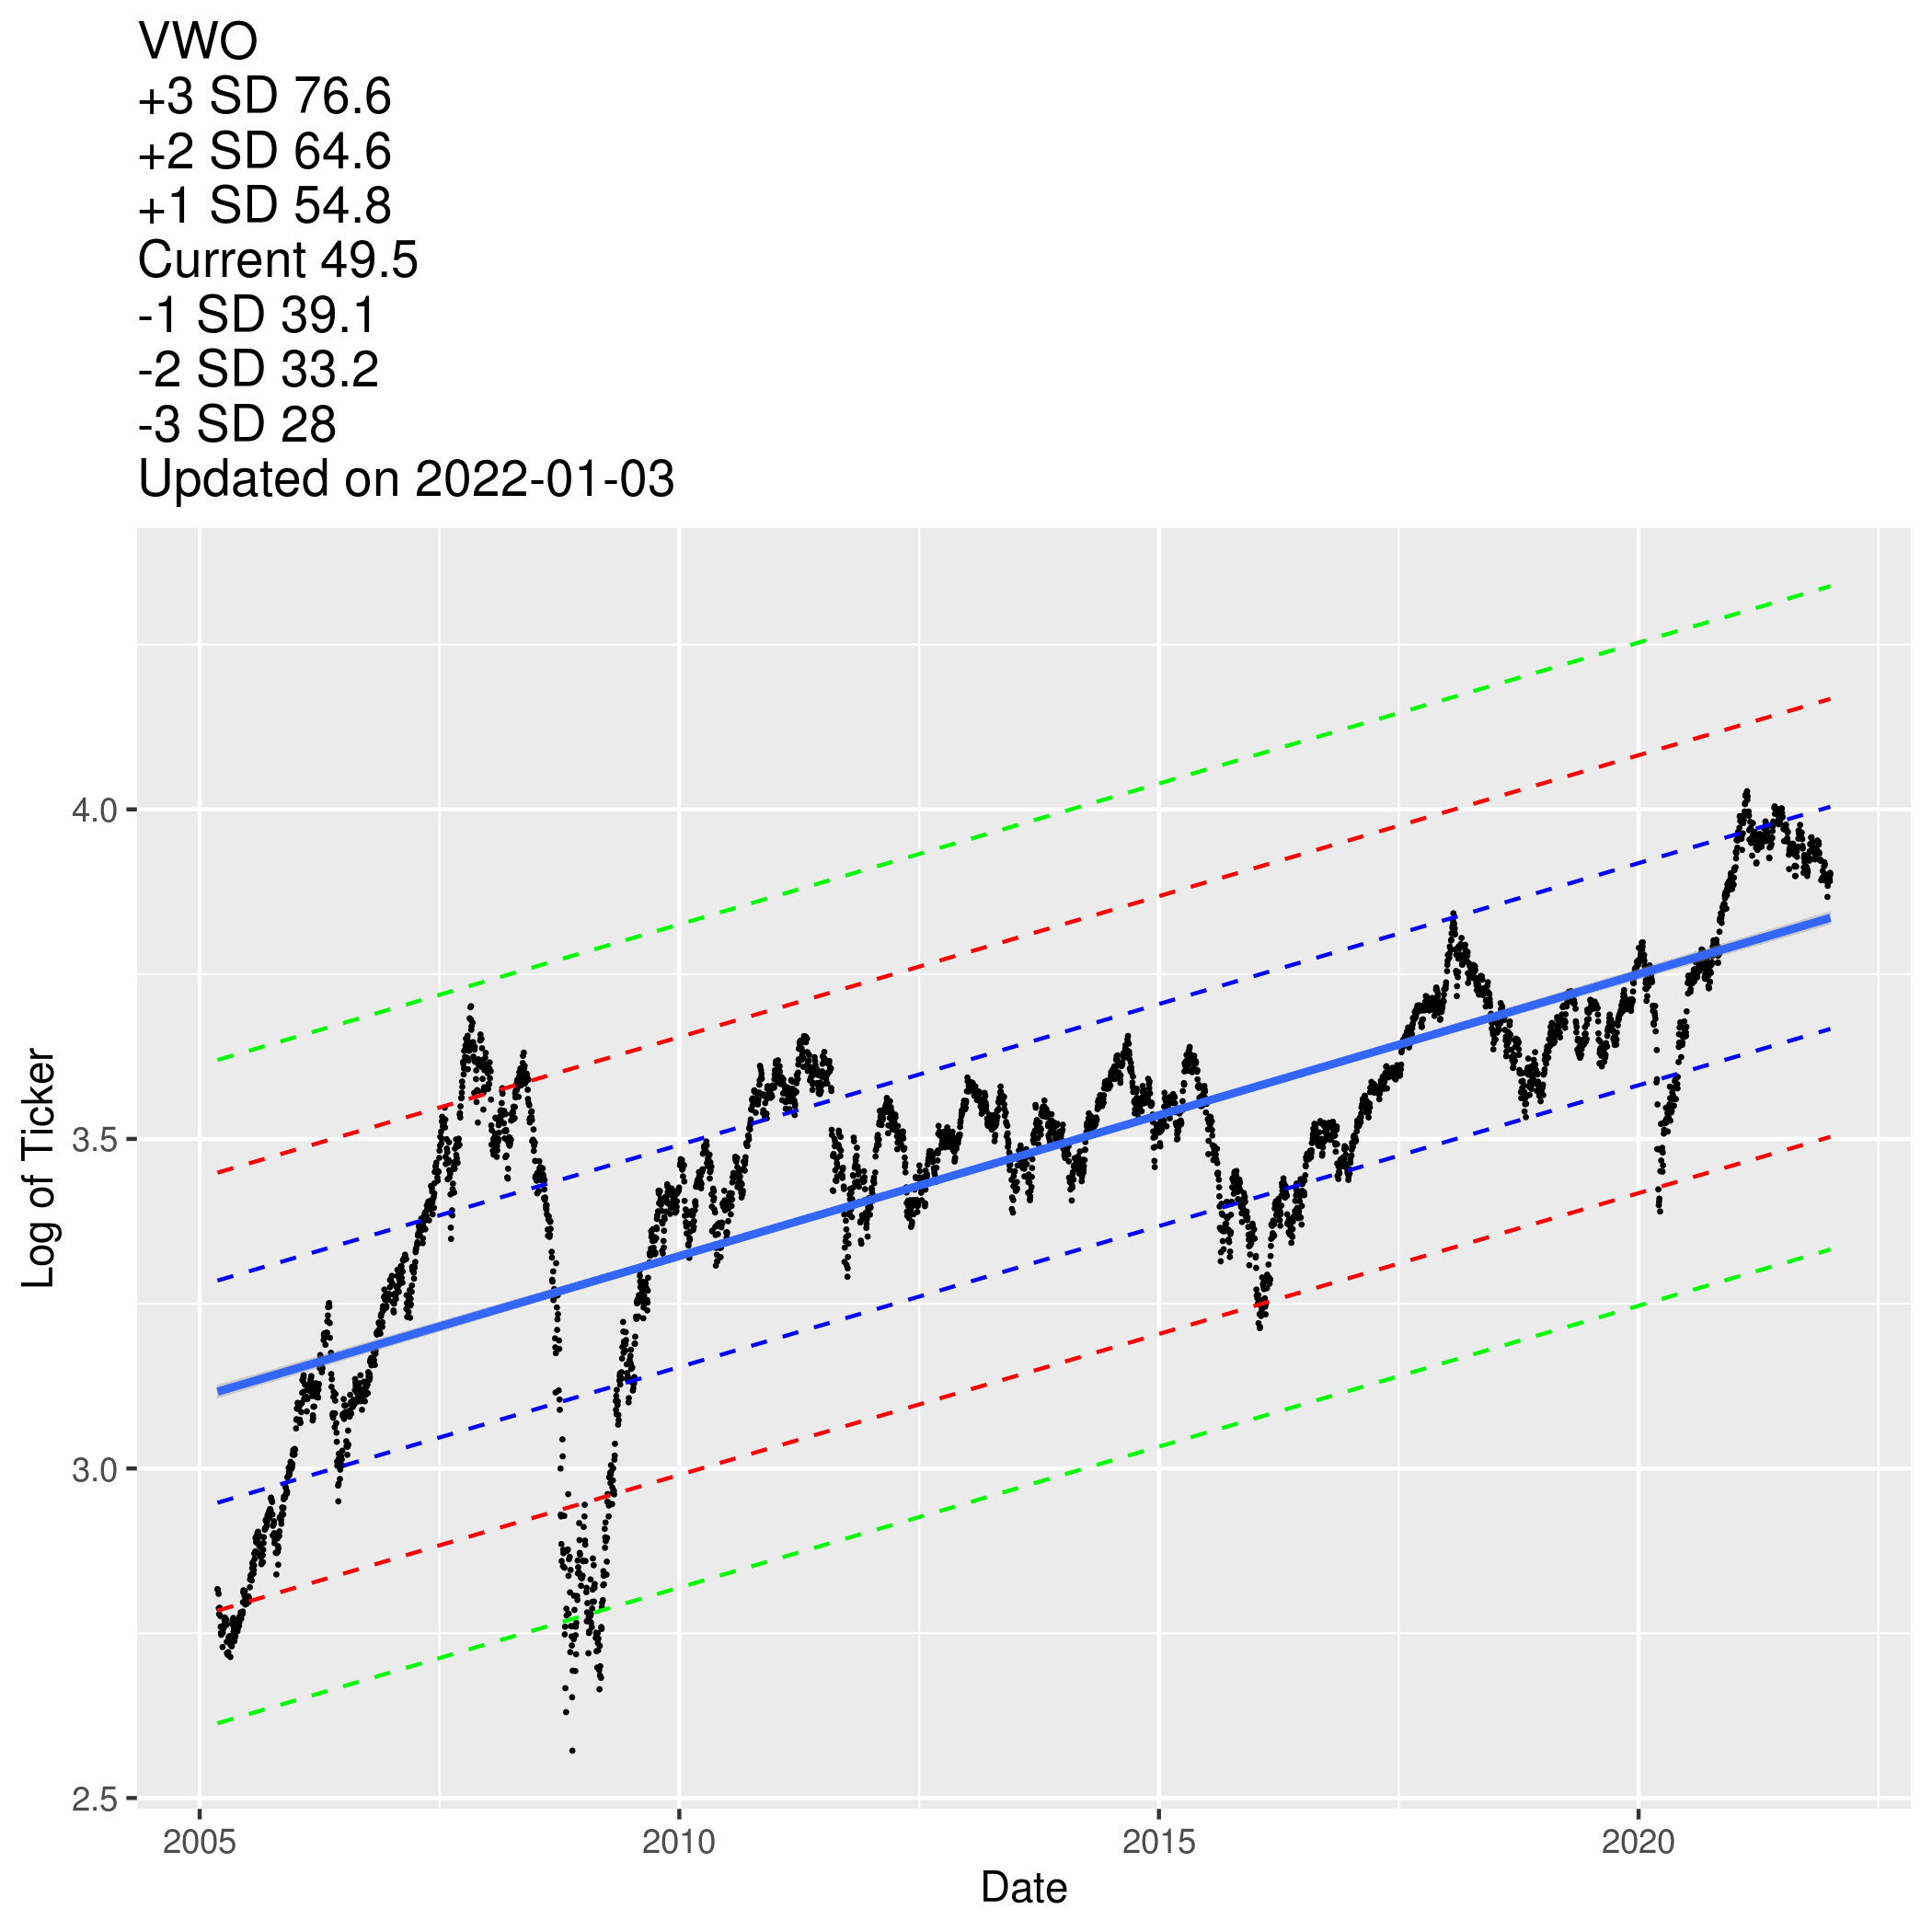 VWO
+3 SD 76.6
+2 SD 64.6
+1 SD 54.8
Current 49.5
-1 SD 39.1
-2 SD 33.2
-3 SD 28
Updated on 2022-01-03
4.0
3.5
3.0
2.5
Log of Ticker
2005 2010 2015 2020
Date